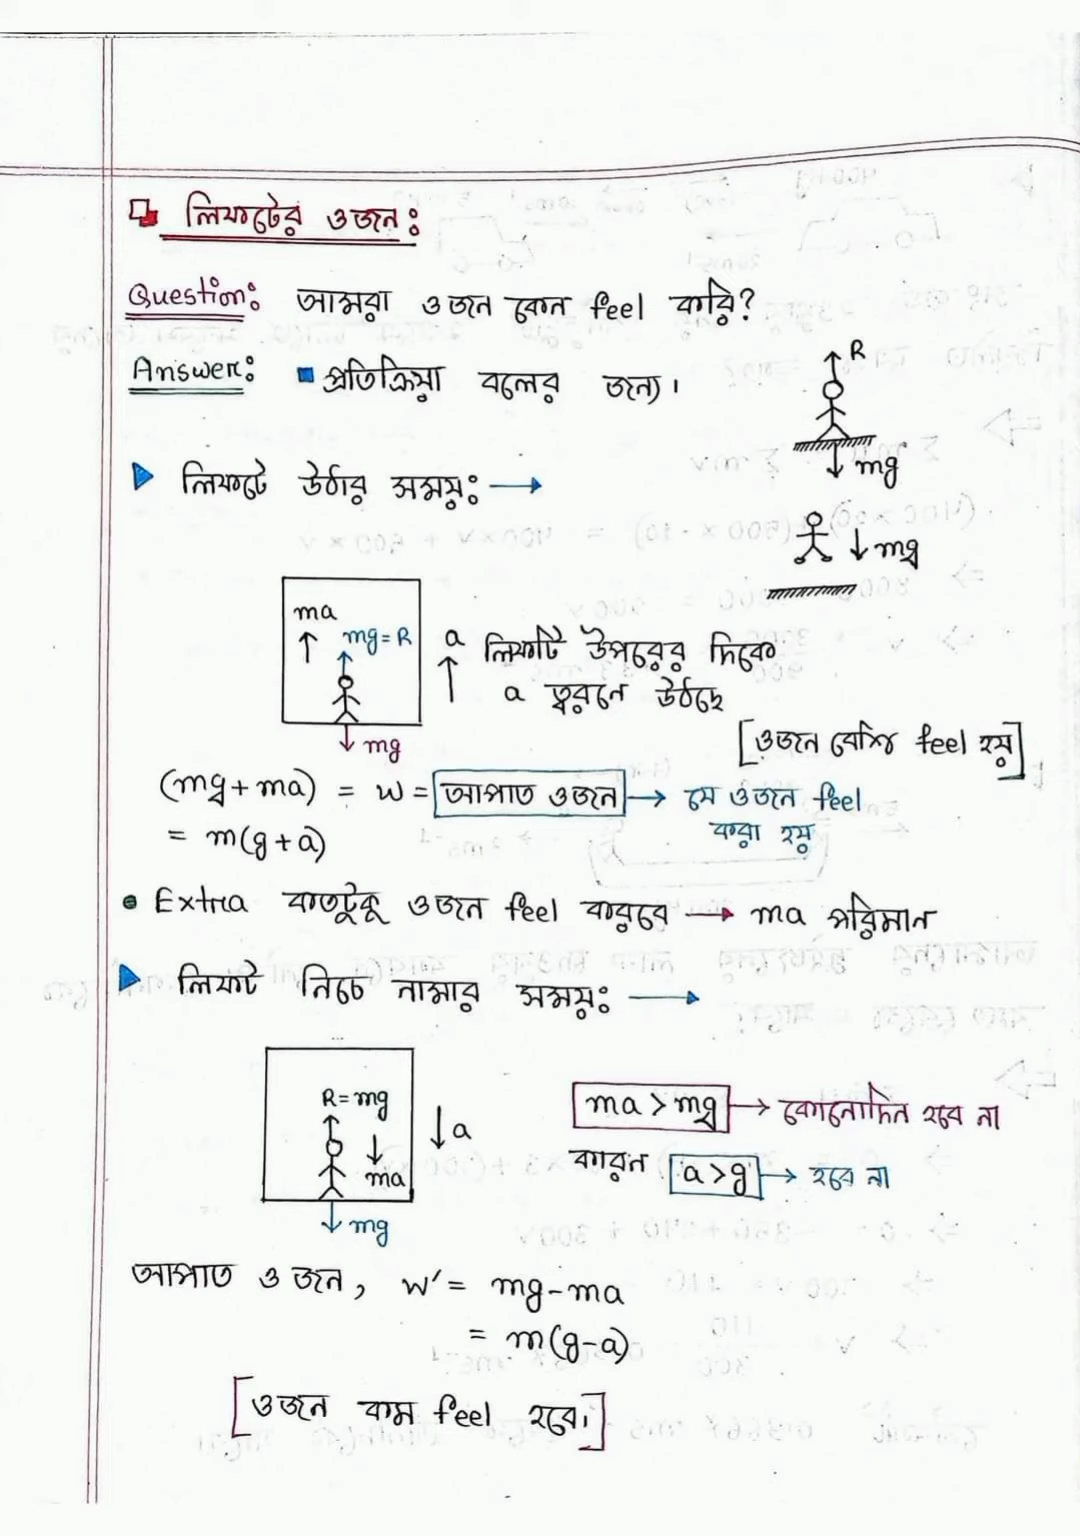 লিফটের ওজন:
Question: আমরা ওজন কেন feel করি?
Answer: প্রতিক্রিয়া বলের জন্য।
R
mg
লিফটে উঠার সময়: →
mg
ma
mg = R
a
লিফটি উপরের দিকে
a ত্বরনে উঠছে
mg
[ওজন বেশি feel হয়]
(mg + ma) = w = আপাত ওজন → যে ওজন feel
করা হয়
= m(g+a)
• Extra কতটুকু ওজন feel করবে → ma পরিমান
লিফট নিচে নামার সময়: →
R = mg
a
ma
mg
ma > mg → কোনোদিন হবে না
কারন a > g → হবে না
আপাত ওজন, w' = mg - ma
= m(g-a)
[ওজন কম feel হবে।]